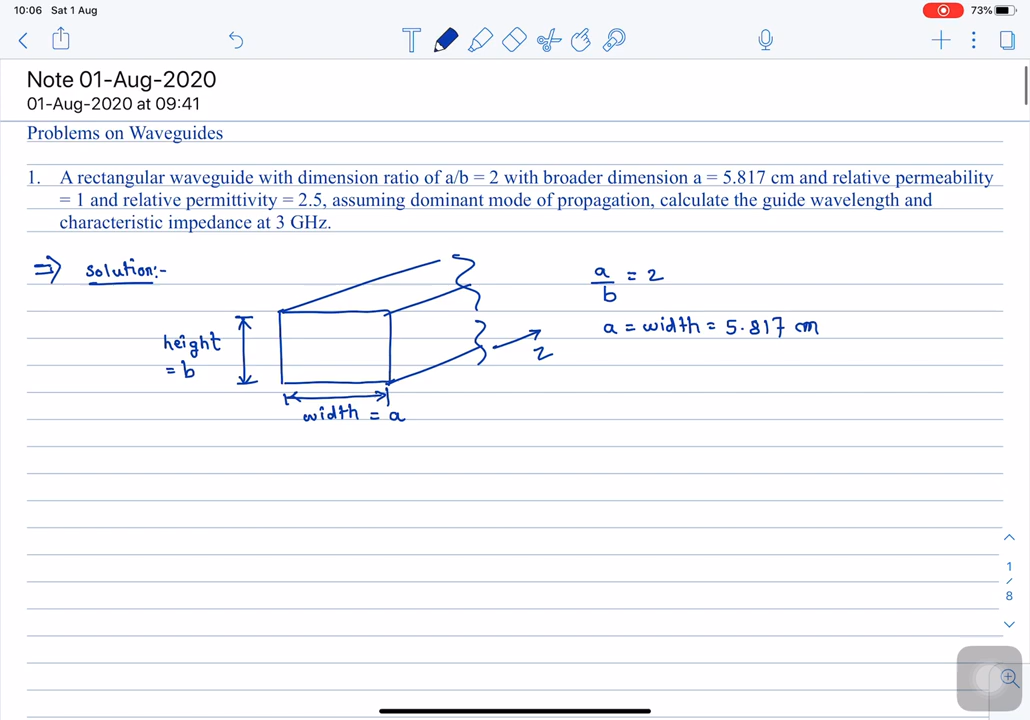 10:06 Sat 1 Aug
73%
T
Note 01-Aug-2020
01-Aug-2020 at 09:41
Problems on Waveguides
1. A rectangular waveguide with dimension ratio of a/b = 2 with broader dimension a = 5.817 cm and relative permeability
= 1 and relative permittivity = 2.5, assuming dominant mode of propagation, calculate the guide wavelength and
characteristic impedance at 3 GHz.
⇒ Solution:-
a/b = 2
a = width = 5.817 cm
height
= b
z
width = a
1
/
8